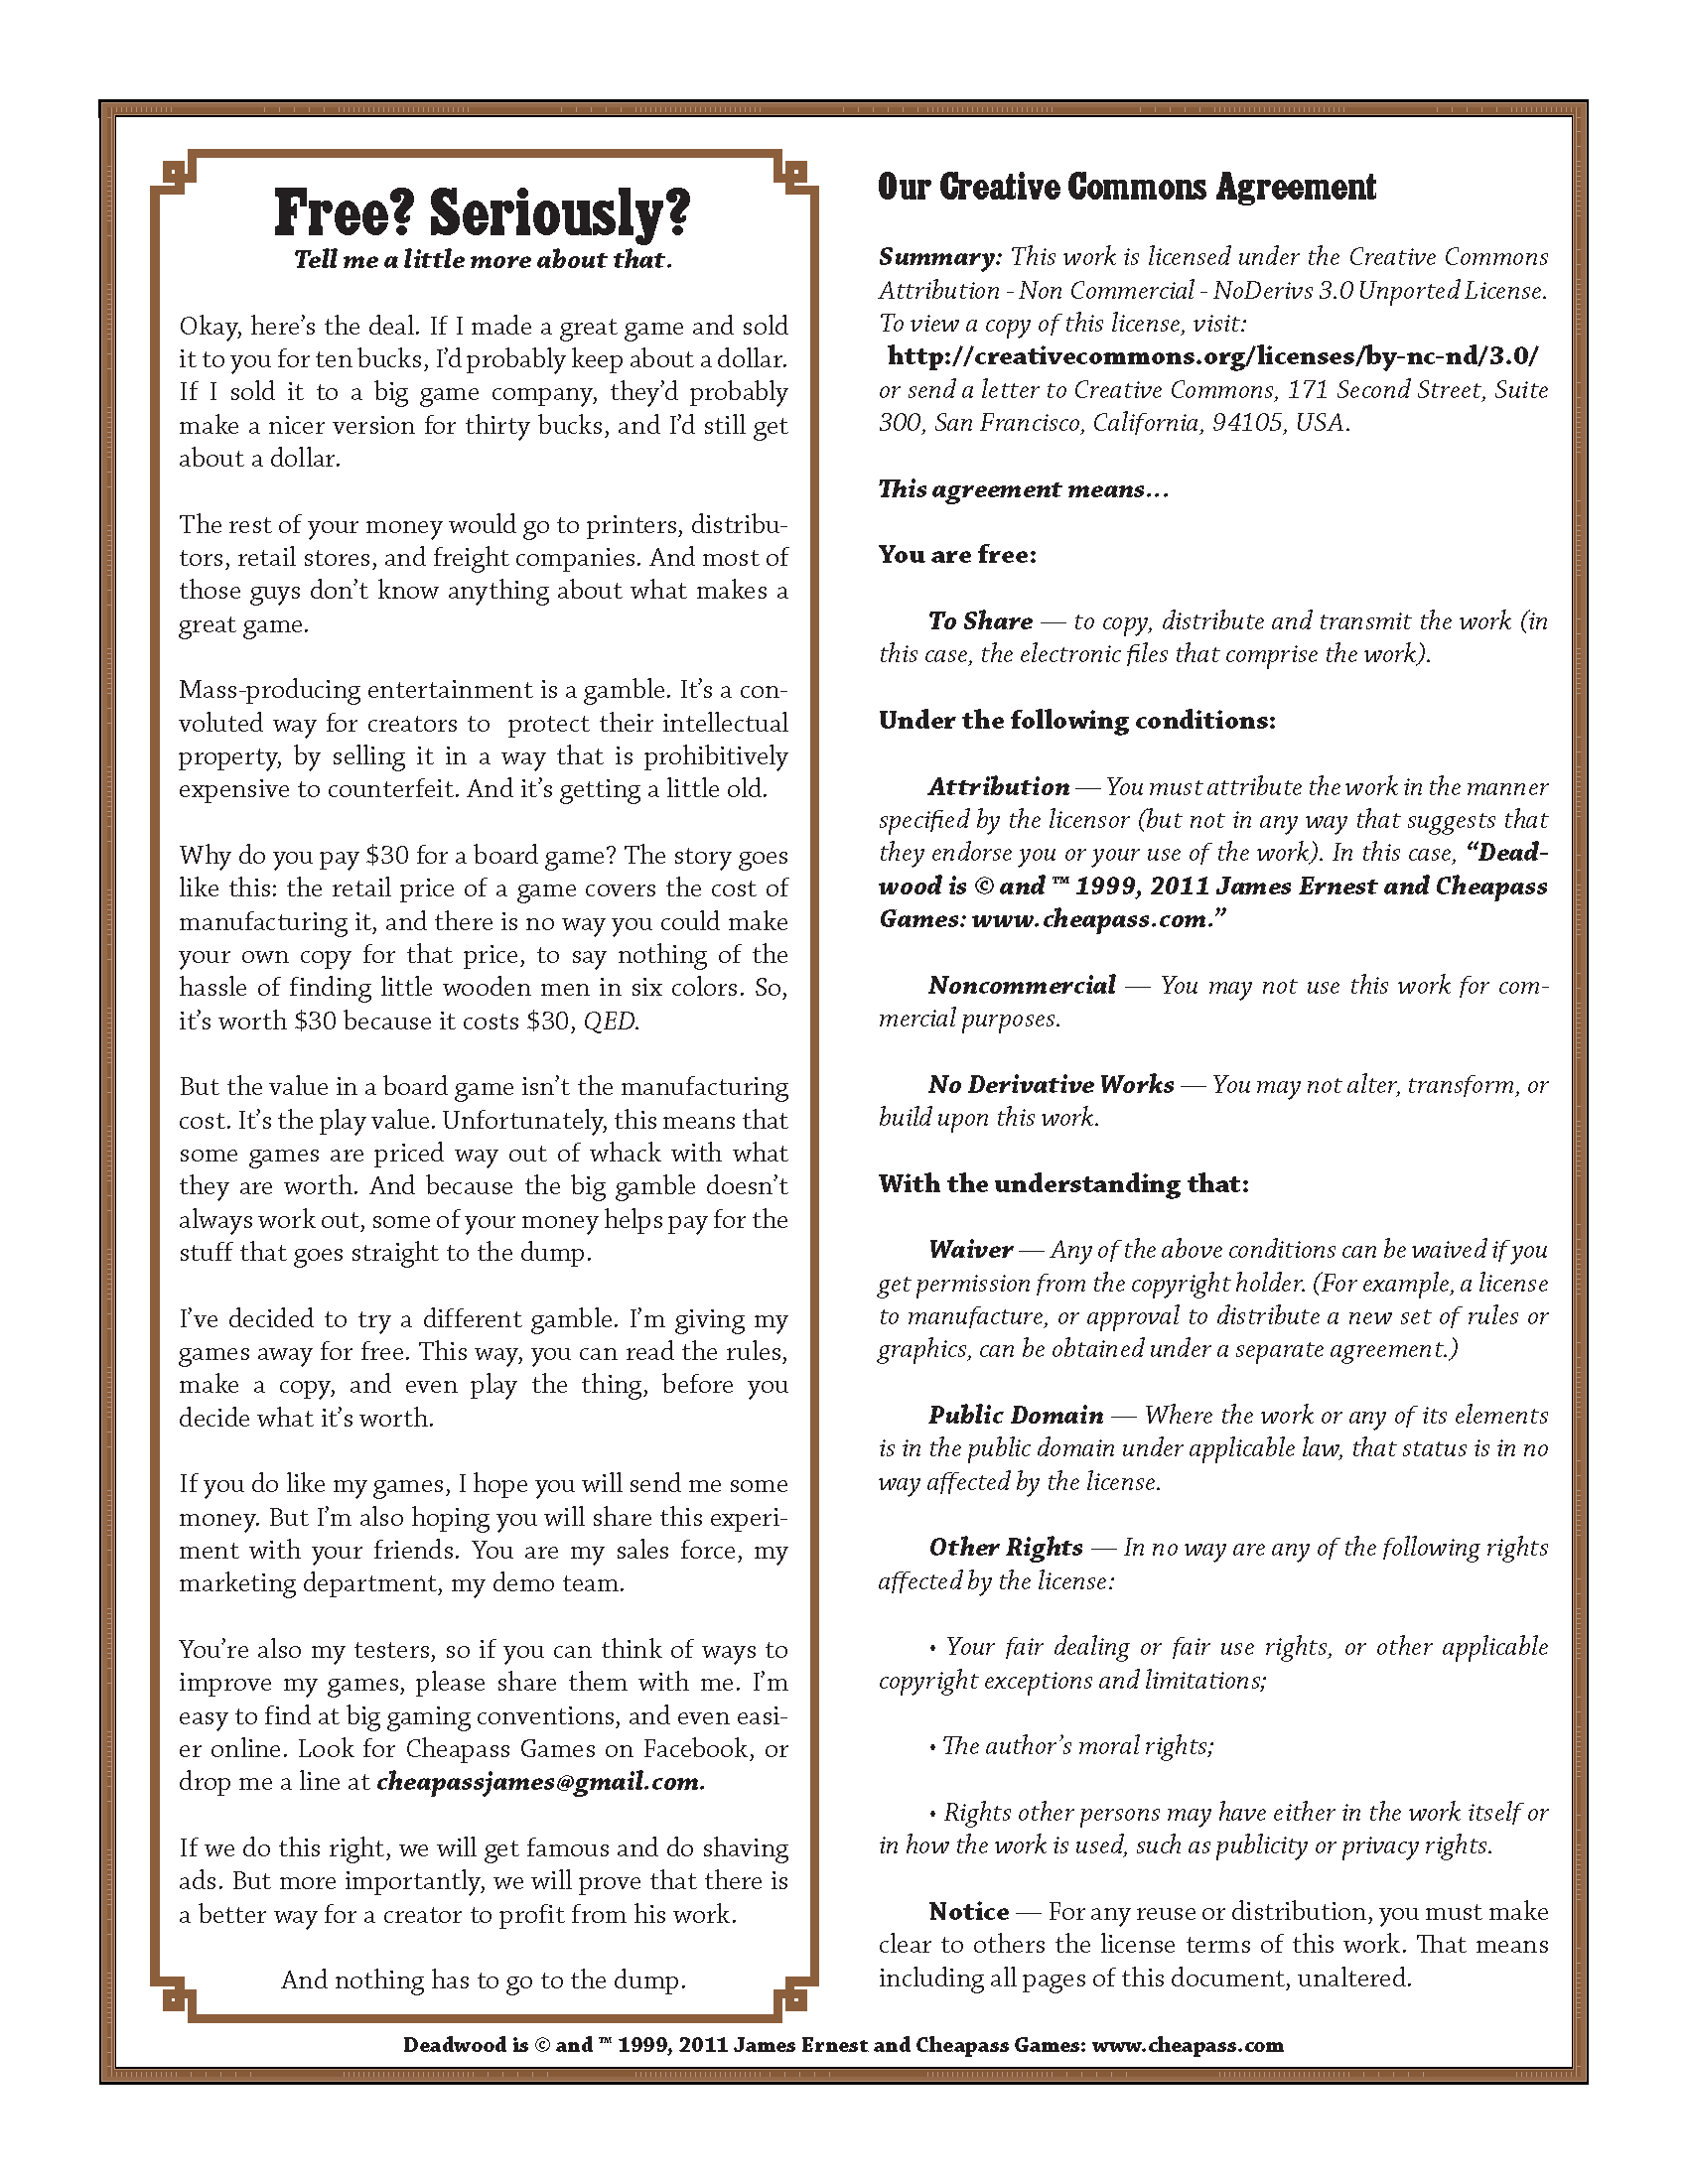 Free? Seriously?
Tell me a little more about that.
Okay, here’s the deal. If I made a great game and sold
it to you for ten bucks, I’d probably keep about a dollar.
If I sold it to a big game company, they’d probably
make a nicer version for thirty bucks, and I’d still get
about a dollar.
The rest of your money would go to printers, distribu-
tors, retail stores, and freight companies. And most of
those guys don’t know anything about what makes a
great game.
Mass-producing entertainment is a gamble. It’s a con-
voluted way for creators to protect their intellectual
property, by selling it in a way that is prohibitively
expensive to counterfeit. And it’s getting a little old.
Why do you pay $30 for a board game? The story goes
like this: the retail price of a game covers the cost of
manufacturing it, and there is no way you could make
your own copy for that price, to say nothing of the
hassle of finding little wooden men in six colors. So,
it’s worth $30 because it costs $30, QED.
But the value in a board game isn’t the manufacturing
cost. It’s the play value. Unfortunately, this means that
some games are priced way out of whack with what
they are worth. And because the big gamble doesn’t
always work out, some of your money helps pay for the
stuff that goes straight to the dump.
I’ve decided to try a different gamble. I’m giving my
games away for free. This way, you can read the rules,
make a copy, and even play the thing, before you
decide what it’s worth.
If you do like my games, I hope you will send me some
money. But I’m also hoping you will share this experi-
ment with your friends. You are my sales force, my
marketing department, my demo team.
You’re also my testers, so if you can think of ways to
improve my games, please share them with me. I’m
easy to find at big gaming conventions, and even easi-
er online. Look for Cheapass Games on Facebook, or
drop me a line at cheapassjames@gmail.com.
If we do this right, we will get famous and do shaving
ads. But more importantly, we will prove that there is
a better way for a creator to profit from his work.
And nothing has to go to the dump.
Our Creative Commons Agreement
Summary: This work is licensed under the Creative Commons
Attribution - Non Commercial - NoDerivs 3.0 Unported License.
To view a copy of this license, visit:
http://creativecommons.org/licenses/by-nc-nd/3.0/
or send a letter to Creative Commons, 171 Second Street, Suite
300, San Francisco, California, 94105, USA.
This agreement means…
You are free:
To Share — to copy, distribute and transmit the work (in
this case, the electronic files that comprise the work).
Under the following conditions:
Attribution — You must attribute the work in the manner
specified by the licensor (but not in any way that suggests that
they endorse you or your use of the work). In this case, “Dead-
wood is © and ™ 1999, 2011 James Ernest and Cheapass
Games: www.cheapass.com.”
Noncommercial — You may not use this work for com-
mercial purposes.
No Derivative Works — You may not alter, transform, or
build upon this work.
With the understanding that:
Waiver — Any of the above conditions can be waived if you
get permission from the copyright holder. (For example, a license
to manufacture, or approval to distribute a new set of rules or
graphics, can be obtained under a separate agreement.)
Public Domain — Where the work or any of its elements
is in the public domain under applicable law, that status is in no
way affected by the license.
Other Rights — In no way are any of the following rights
affected by the license:
• Your fair dealing or fair use rights, or other applicable
copyright exceptions and limitations;
• The author’s moral rights;
• Rights other persons may have either in the work itself or
in how the work is used, such as publicity or privacy rights.
Notice — For any reuse or distribution, you must make
clear to others the license terms of this work. That means
including all pages of this document, unaltered.
Deadwood is © and ™ 1999, 2011 James Ernest and Cheapass Games: www.cheapass.com